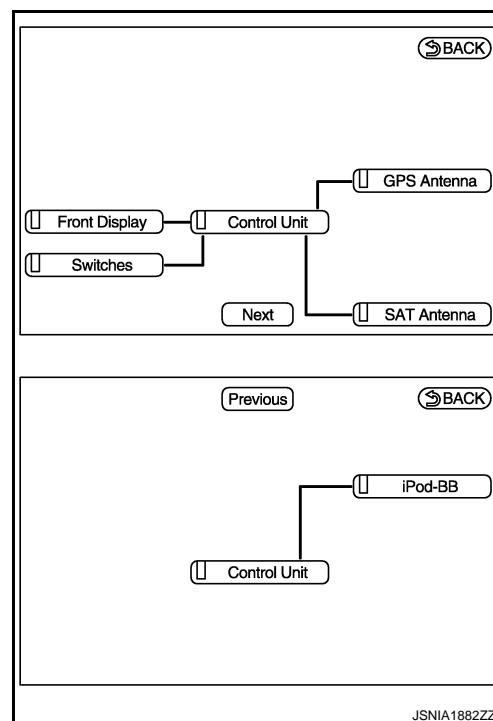 BACK
GPS Antenna
Front Display
Control Unit
Switches
Next
SAT Antenna
Previous
BACK
iPod-BB
Control Unit
JSNIA1882ZZ